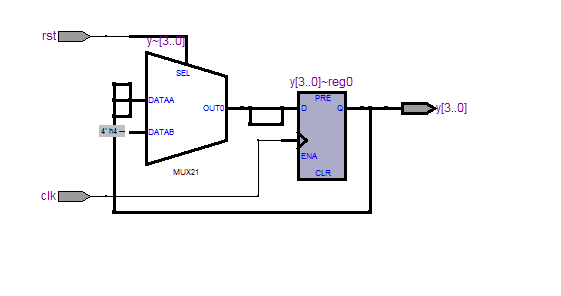 rst
y~[3..0]
SEL
DATAA
OUT0
4' h4 --
DATAB
MUX21
y[3..0]~reg0
PRE
D
Q
ENA
CLR
y[3..0]
clk